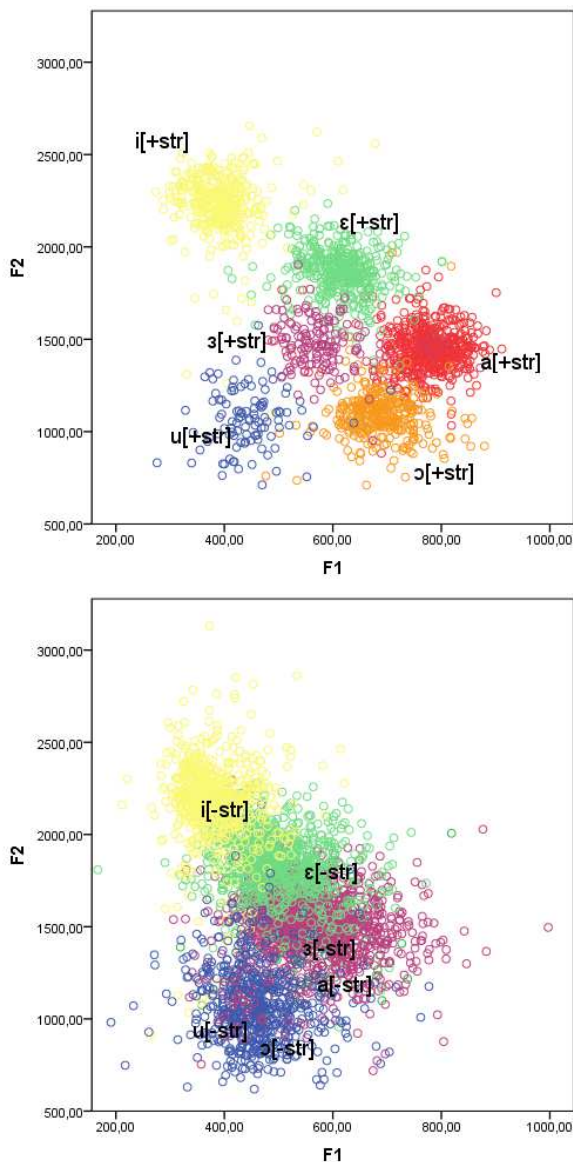 3000,00
i[+str]
2500,00
ε[+str]
F2
2000,00
ɜ[+str]
1500,00
a[+str]
u[+str]
1000,00
ɔ[+str]
500,00
200,00 400,00 600,00 800,00 1000,00
F1
3000,00
2500,00
i[-str]
F2
2000,00
ε[-str]
1500,00
ɜ[-str]
a[-str]
1000,00
u[-str]
ɔ[-str]
500,00
200,00 400,00 600,00 800,00 1000,00
F1